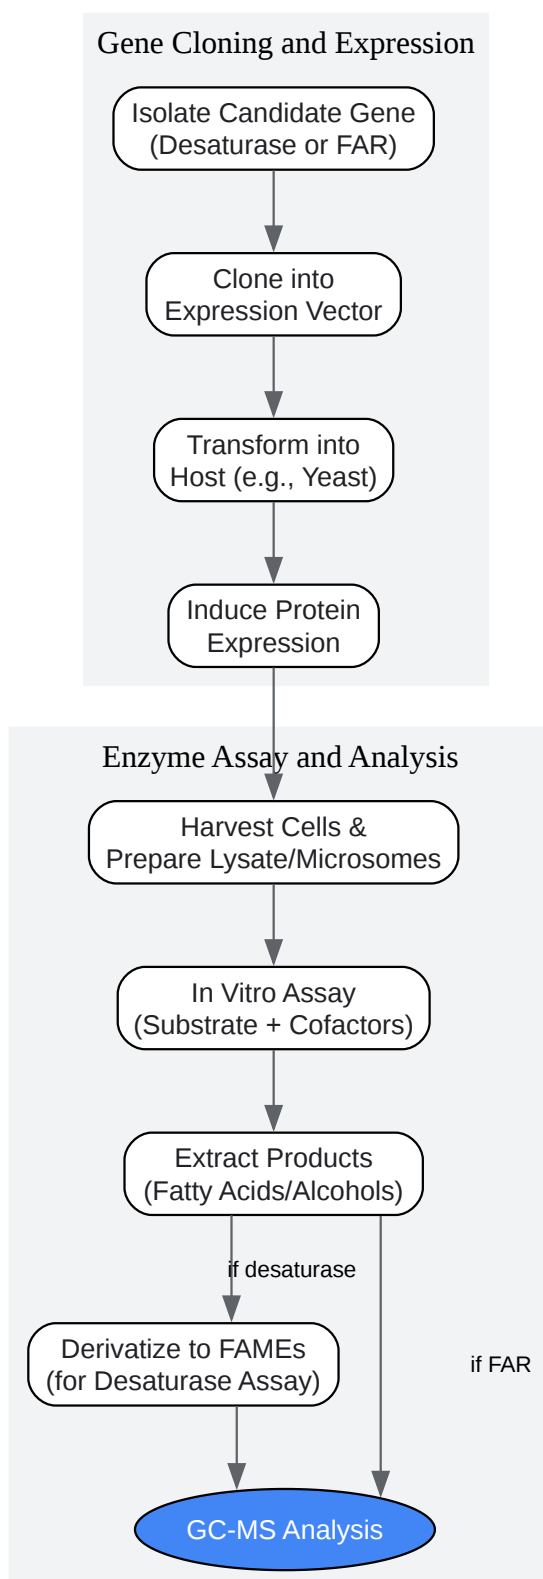 Gene Cloning and Expression
Isolate Candidate Gene
(Desaturase or FAR)
Clone into
Expression Vector
Transform into
Host (e.g., Yeast)
Induce Protein
Expression
Enzyme Assay and Analysis
Harvest Cells &
Prepare Lysate/Microsomes
In Vitro Assay
(Substrate + Cofactors)
Extract Products
(Fatty Acids/Alcohols)
if desaturase
Derivatize to FAMEs
(for Desaturase Assay)
if FAR
GC-MS Analysis